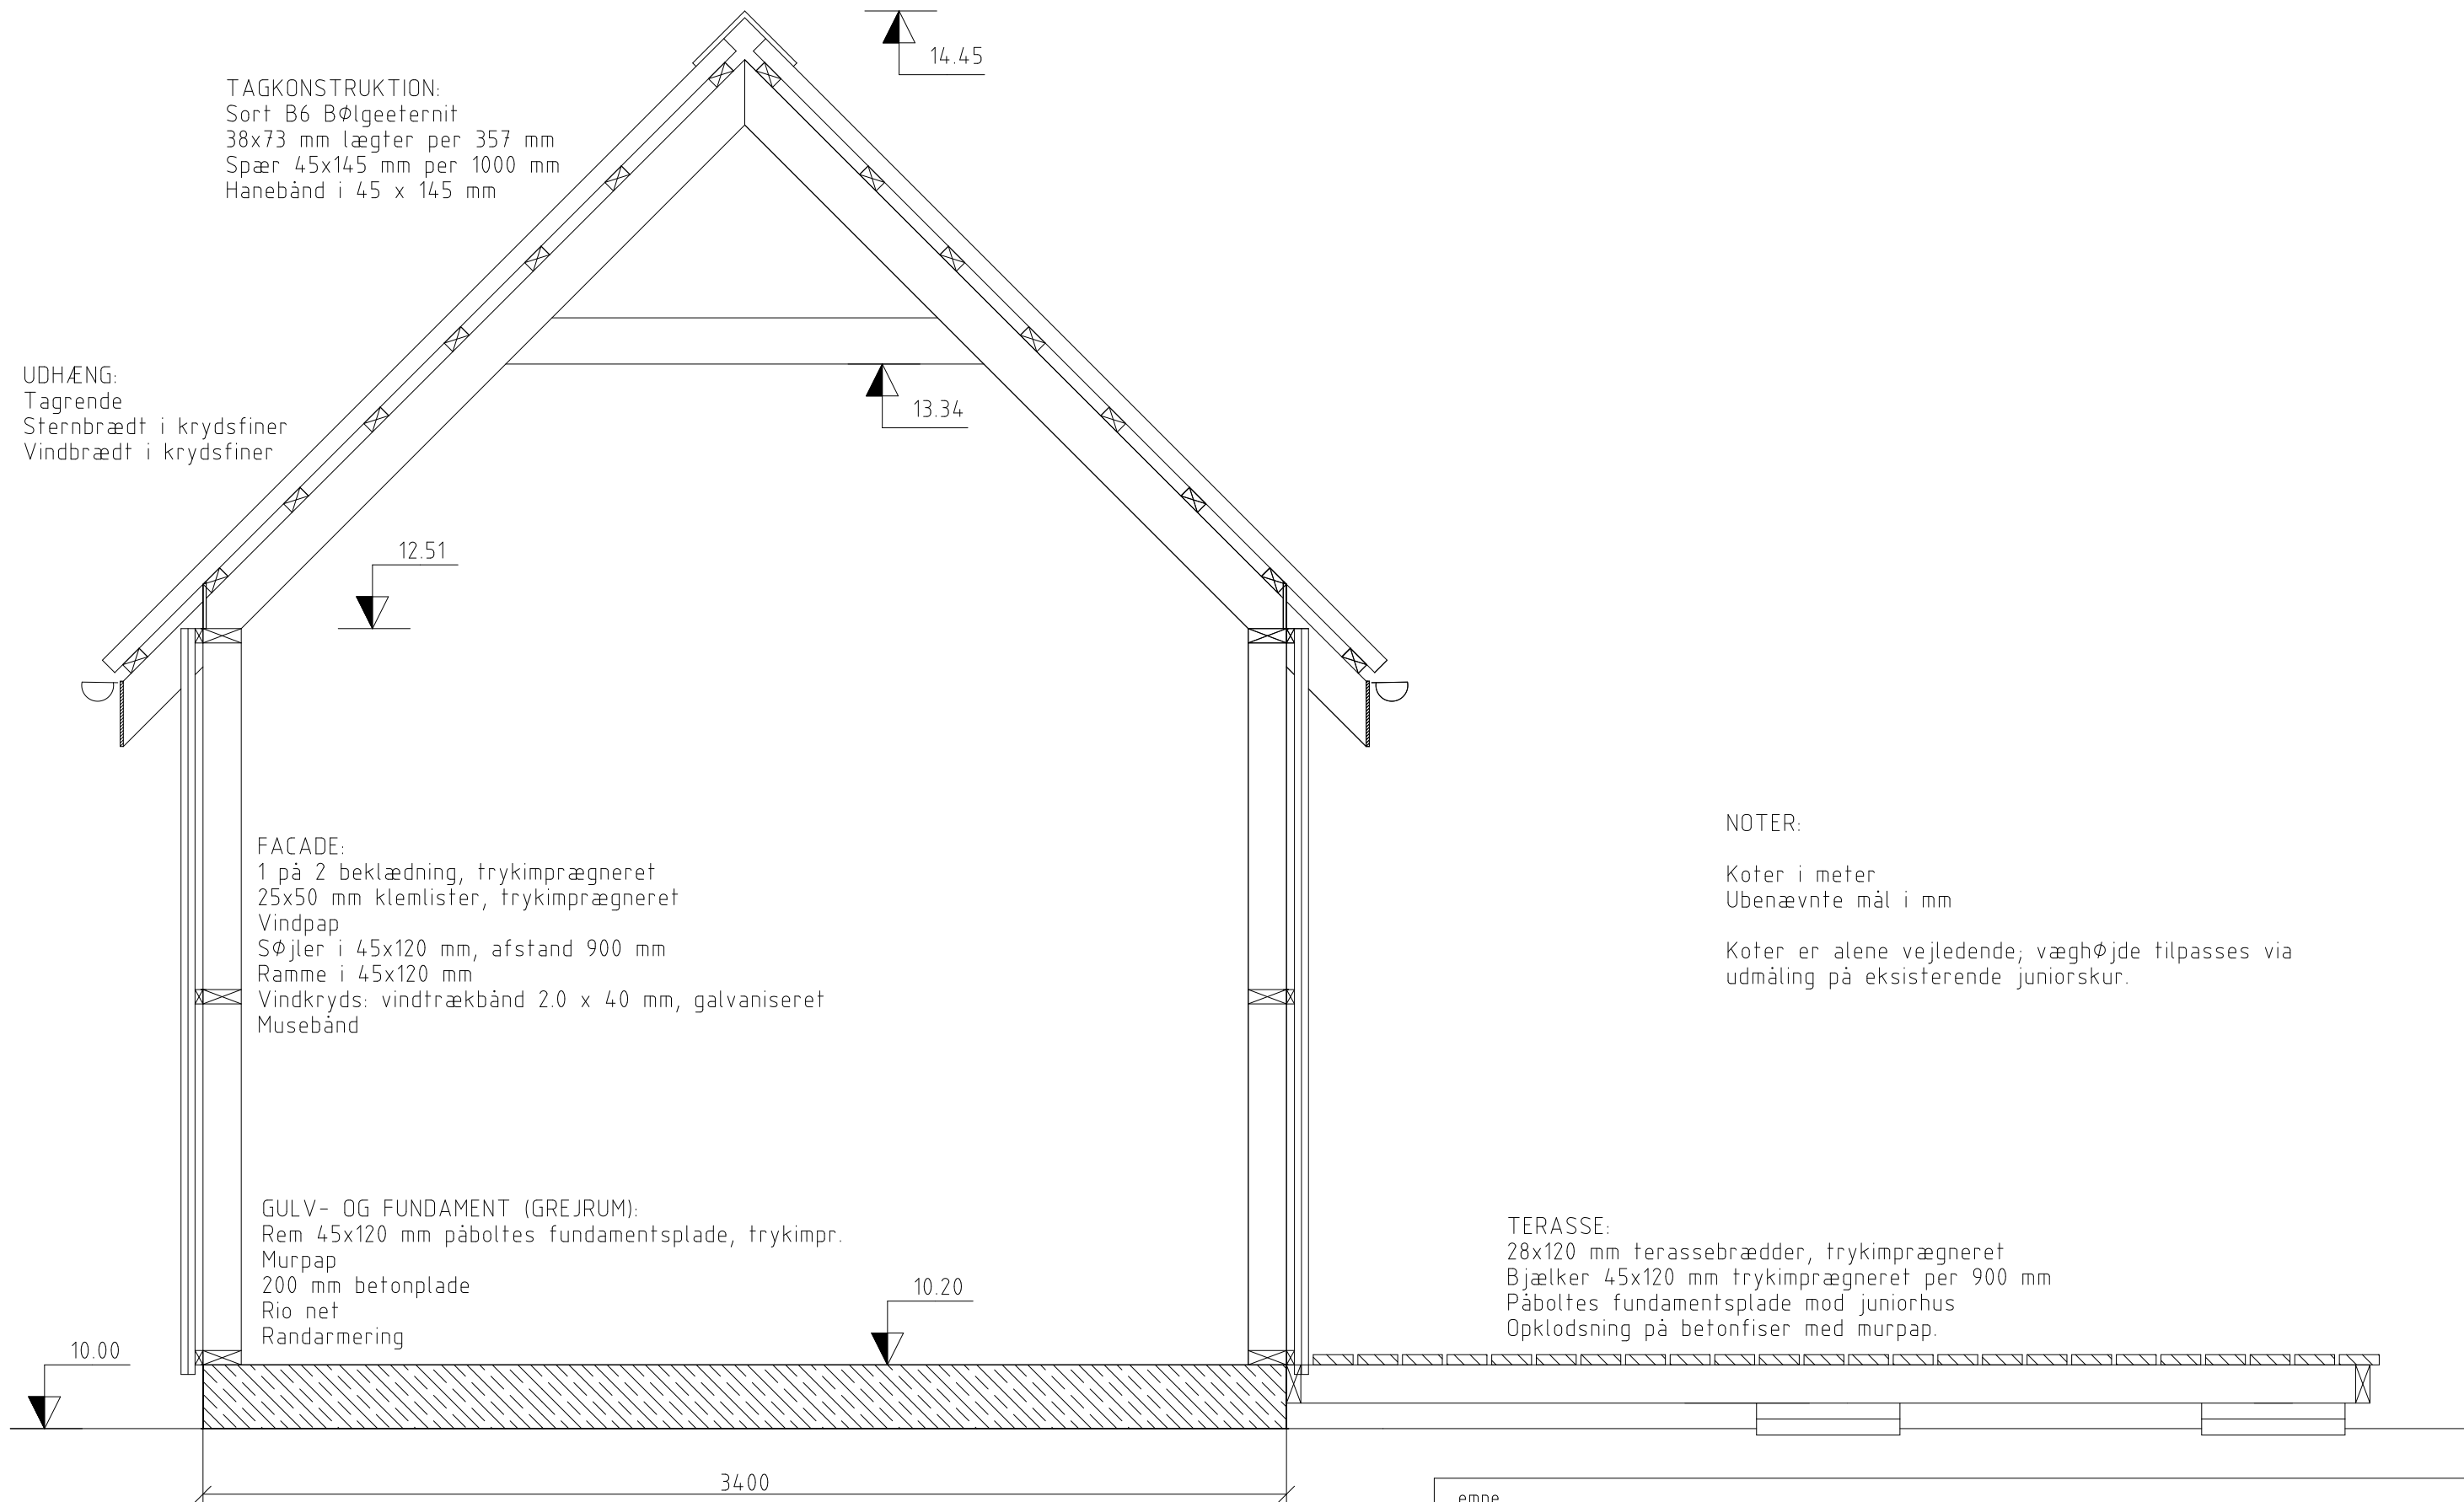 14.45
TAGKONSTRUKTION:
Sort B6 BØlgeeternit
38x73 mm lægter per 357 mm
Spær 45x145 mm per 1000 mm
Hanebånd i 45 x 145 mm
UDHÆNG:
Tagrende
Sternbrædt i krydsfiner
Vindbrædt i krydsfiner
13.34
12.51
FACADE:
1 på 2 beklædning, trykimprægneret
25x50 mm klemlister, trykimprægneret
Vindpap
SØjler i 45x120 mm, afstand 900 mm
Ramme i 45x120 mm
Vindkryds: vindtrækbånd 2.0 x 40 mm, galvaniseret
Musebånd
NOTER:
Koter i meter
Ubenævnte mål i mm
Koter er alene vejledende; væghØjde tilpasses via
udmåling på eksisterende juniorskur.
GULV- OG FUNDAMENT (GREJRUM):
Rem 45x120 mm påboltes fundamentsplade, trykimpr.
Murpap
200 mm betonplade
Rio net
Randarmering
10.20
10.00
TERASSE:
28x120 mm terassebrædder, trykimprægneret
Bjælker 45x120 mm trykimprægneret per 900 mm
Påboltes fundamentsplade mod juniorhus
Opklodsning på betonfiser med murpap.
3400